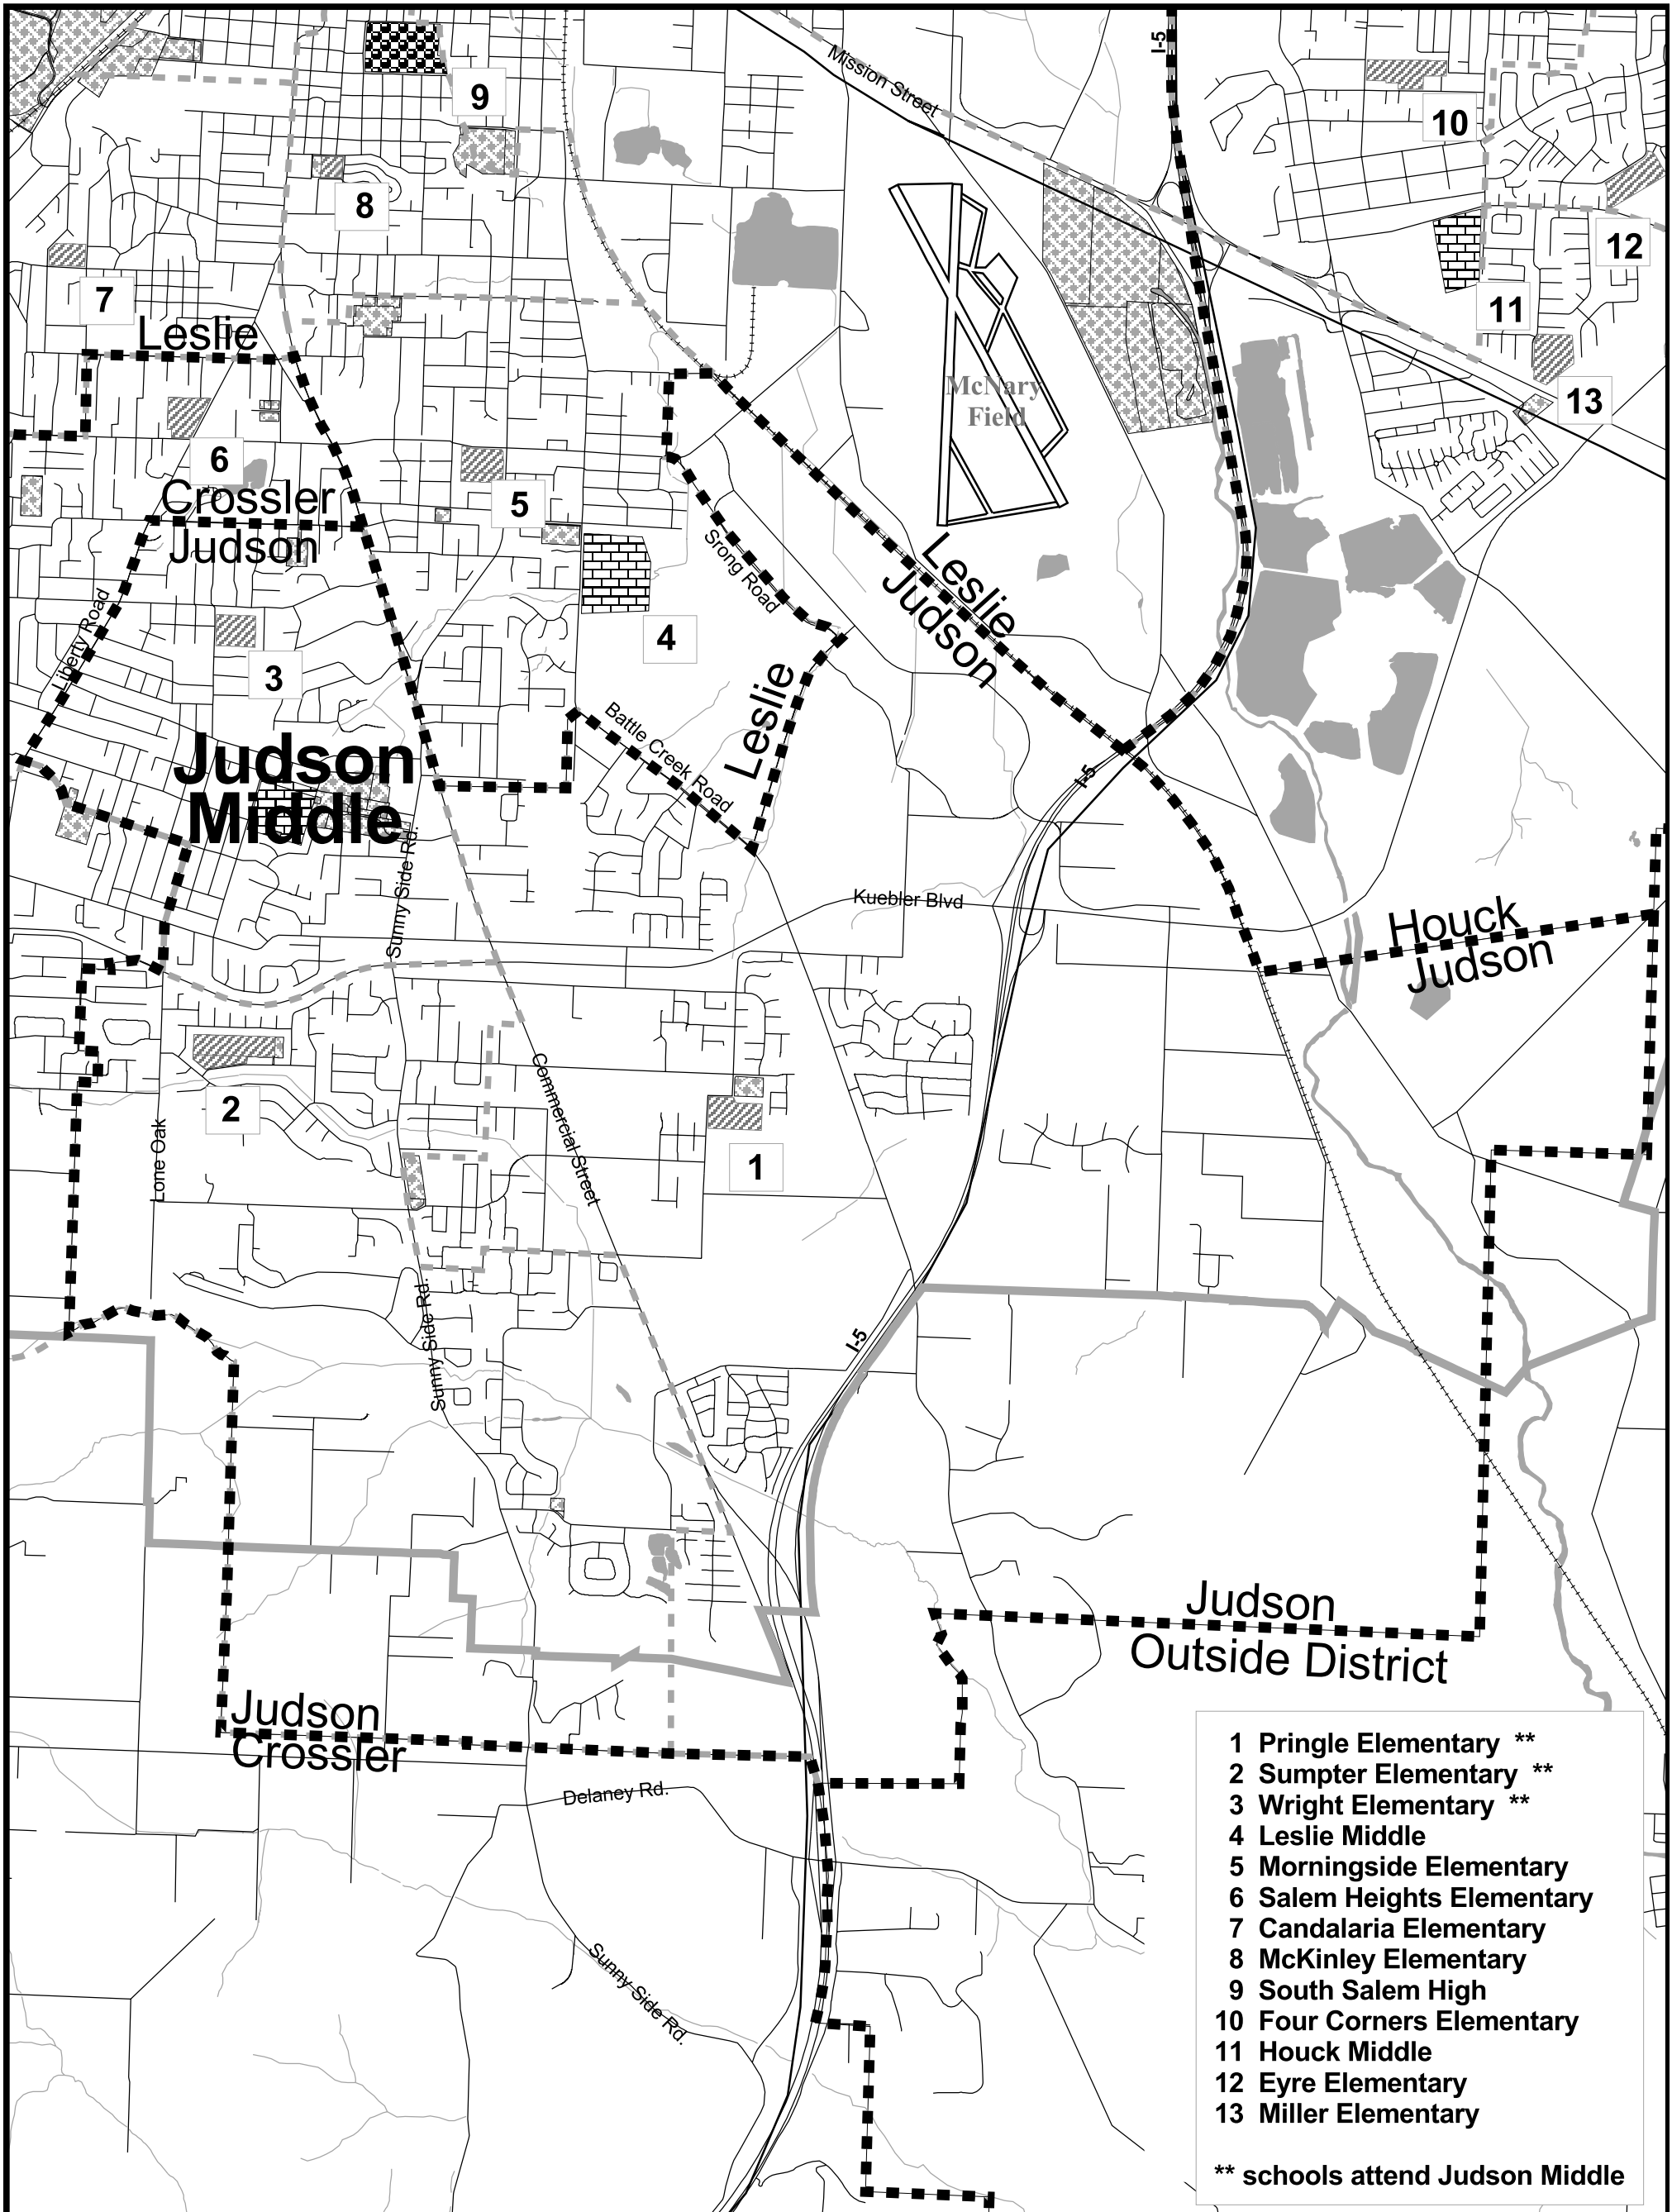 I-5
Mission Street
9
10
8
12
7
11
Leslie
McNary
Field
13
6
Crossler
5
Judson
Srong Road
Leslie
Judson
Liberty Road
4
3
Leslie
Battle Creek Road
Judson
Middle
I-5
Sunny Side Rd.
Kuebler Blvd
Houck
Judson
2
Lone Oak
Commercial Street
1
Sunny Side Rd.
I-5
Judson
Outside District
Judson
Crossler
Delaney Rd.
Sunny Side Rd.
1 Pringle Elementary **
2 Sumpter Elementary **
3 Wright Elementary **
4 Leslie Middle
5 Morningside Elementary
6 Salem Heights Elementary
7 Candalaria Elementary
8 McKinley Elementary
9 South Salem High
10 Four Corners Elementary
11 Houck Middle
12 Eyre Elementary
13 Miller Elementary
** schools attend Judson Middle